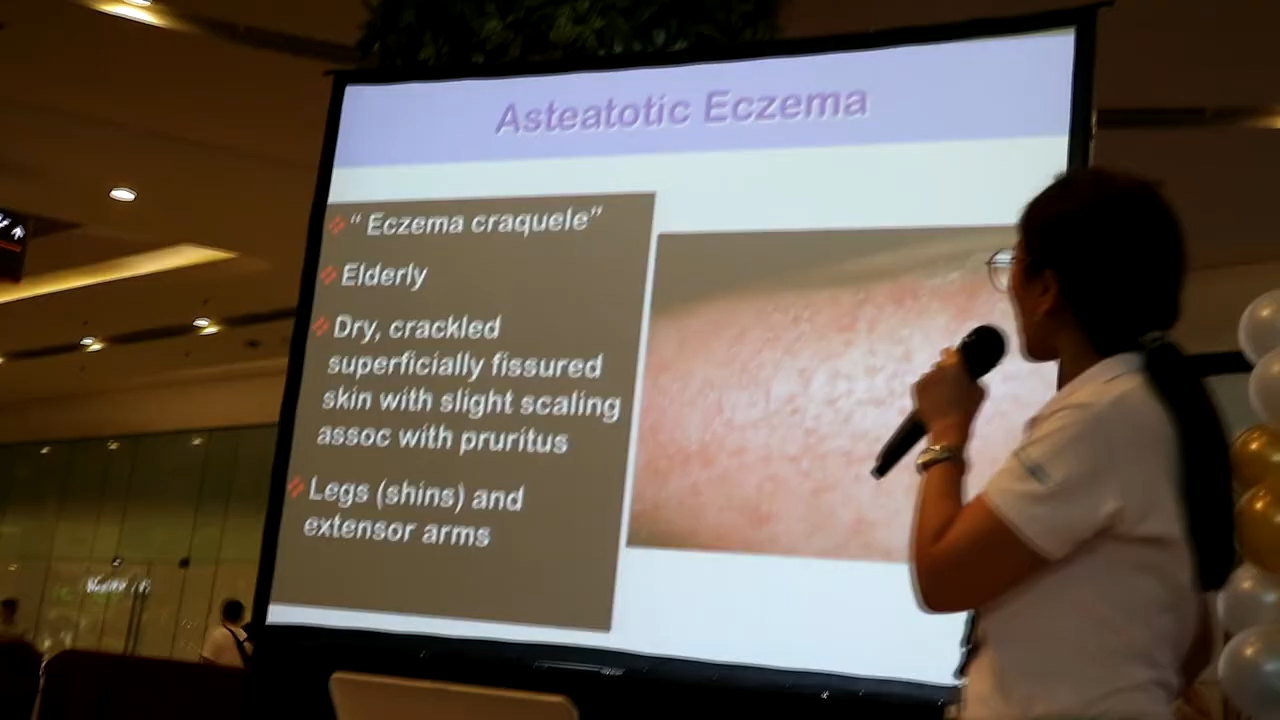 Asteatotic Eczema
“ Eczema craquele”
Elderly
Dry, crackled
superficially fissured
skin with slight scaling
assoc with pruritus
Legs (shins) and
extensor arms